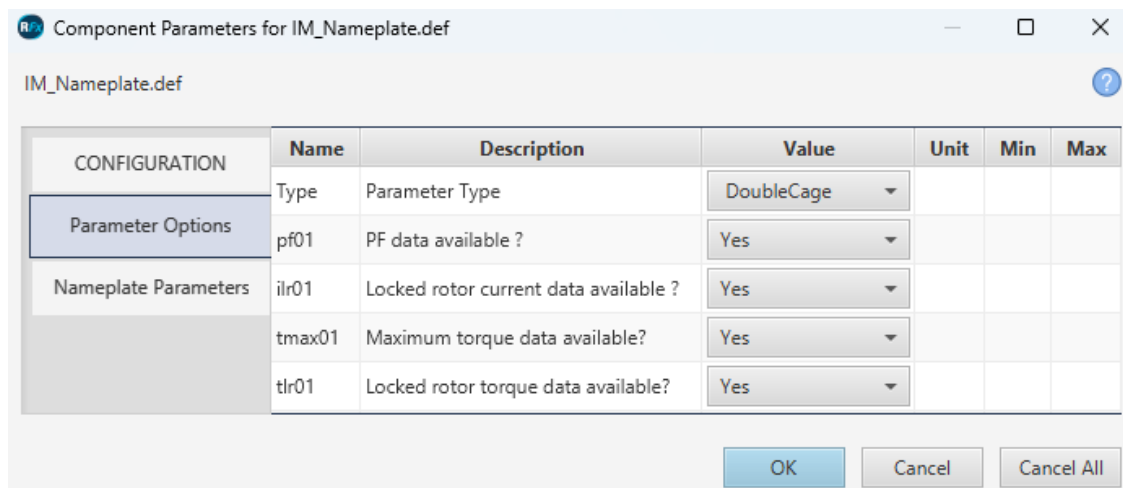 RFx Component Parameters for IM_Nameplate.def
IM_Nameplate.def ?
CONFIGURATION
Parameter Options
Nameplate Parameters
Name Description Value Unit Min Max
Type Parameter Type DoubleCage
pf01 PF data available ? Yes
ilr01 Locked rotor current data available ? Yes
tmax01 Maximum torque data available? Yes
tlr01 Locked rotor torque data available? Yes
OK Cancel Cancel All